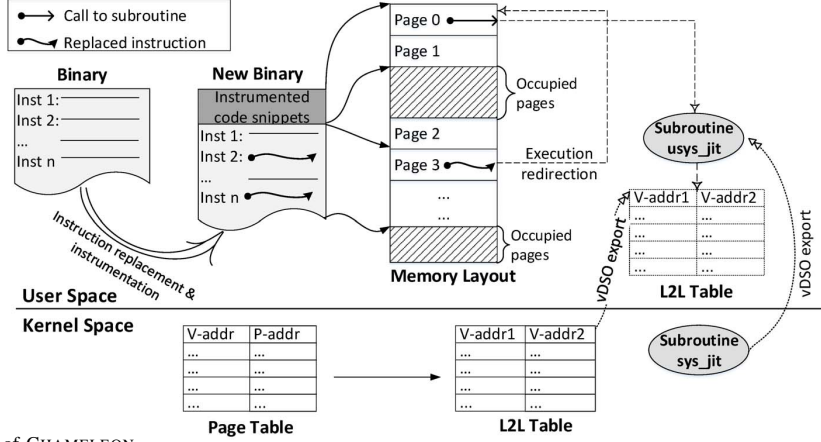 Call to subroutine
Replaced instruction
Binary
Inst 1:
Inst 2:
...
Inst n
New Binary
Instrumented
code snippets
Inst 1:
Inst 2:
...
Inst n
Instruction replacement &
instrumentation
Page 0
Page 1
Occupied
pages
Page 2
Page 3
...
...
Occupied
pages
Memory Layout
Execution
redirection
Subroutine
usys_jit
V-addr1 V-addr2
... ...
... ...
... ...
... ...
L2L Table
vDSO export
vDSO export
User Space
Kernel Space
V-addr P-addr
... ...
... ...
... ...
... ...
Page Table
V-addr1 V-addr2
... ...
... ...
... ...
... ...
L2L Table
Subroutine
sys_jit
of CHAMELEON